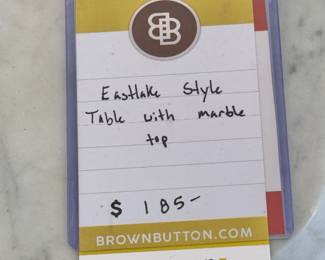 BB
Eastlake Style
Table with marble
top
$ 185-
BROWNBUTTON.COM